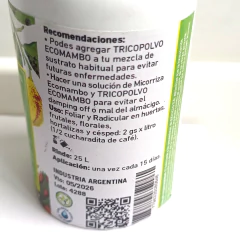 Recomendaciones:
• Podes agregar TRICOPOLVO
ECOMAMBO a tu mezcla de
sustrato habitual para evitar
futuras enfermedades.
• Hacer una solución de Micorriza
Ecomambo y TRICOPOLVO
ECOMAMBO para evitar el
damping off o mal del almácigo.
Uso: Foliar y Radicular en huertas,
frutales, florales,
hortalizas y césped: 2 gs x litro
(1/2 cucharadita de café).
Rinde: 25 L
Aplicación: una vez cada 15 días
INDUSTRIA ARGENTINA
Vto: 05/2026
Lote: 4288